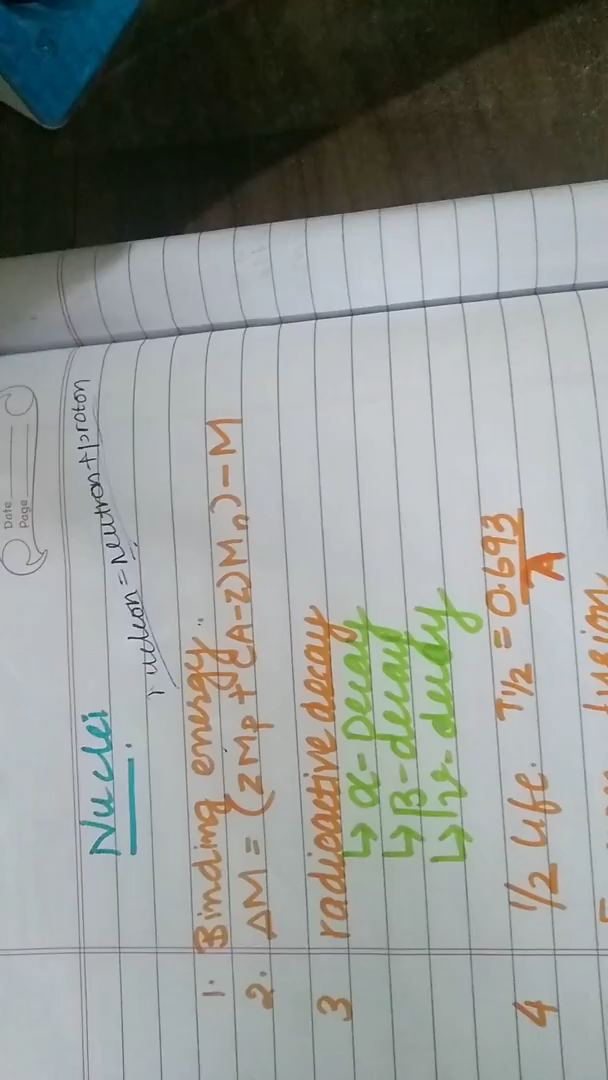 Date
Page
Nuclei
nucleon = neutron + proton
1. Binding energy.
2. ΔM = (ZMp + (A-Z)Mn) - M
3 radioactive decay
↳ α-Decay
↳ β-decay
4 1/2 life. T1/2 = 0.693/λ